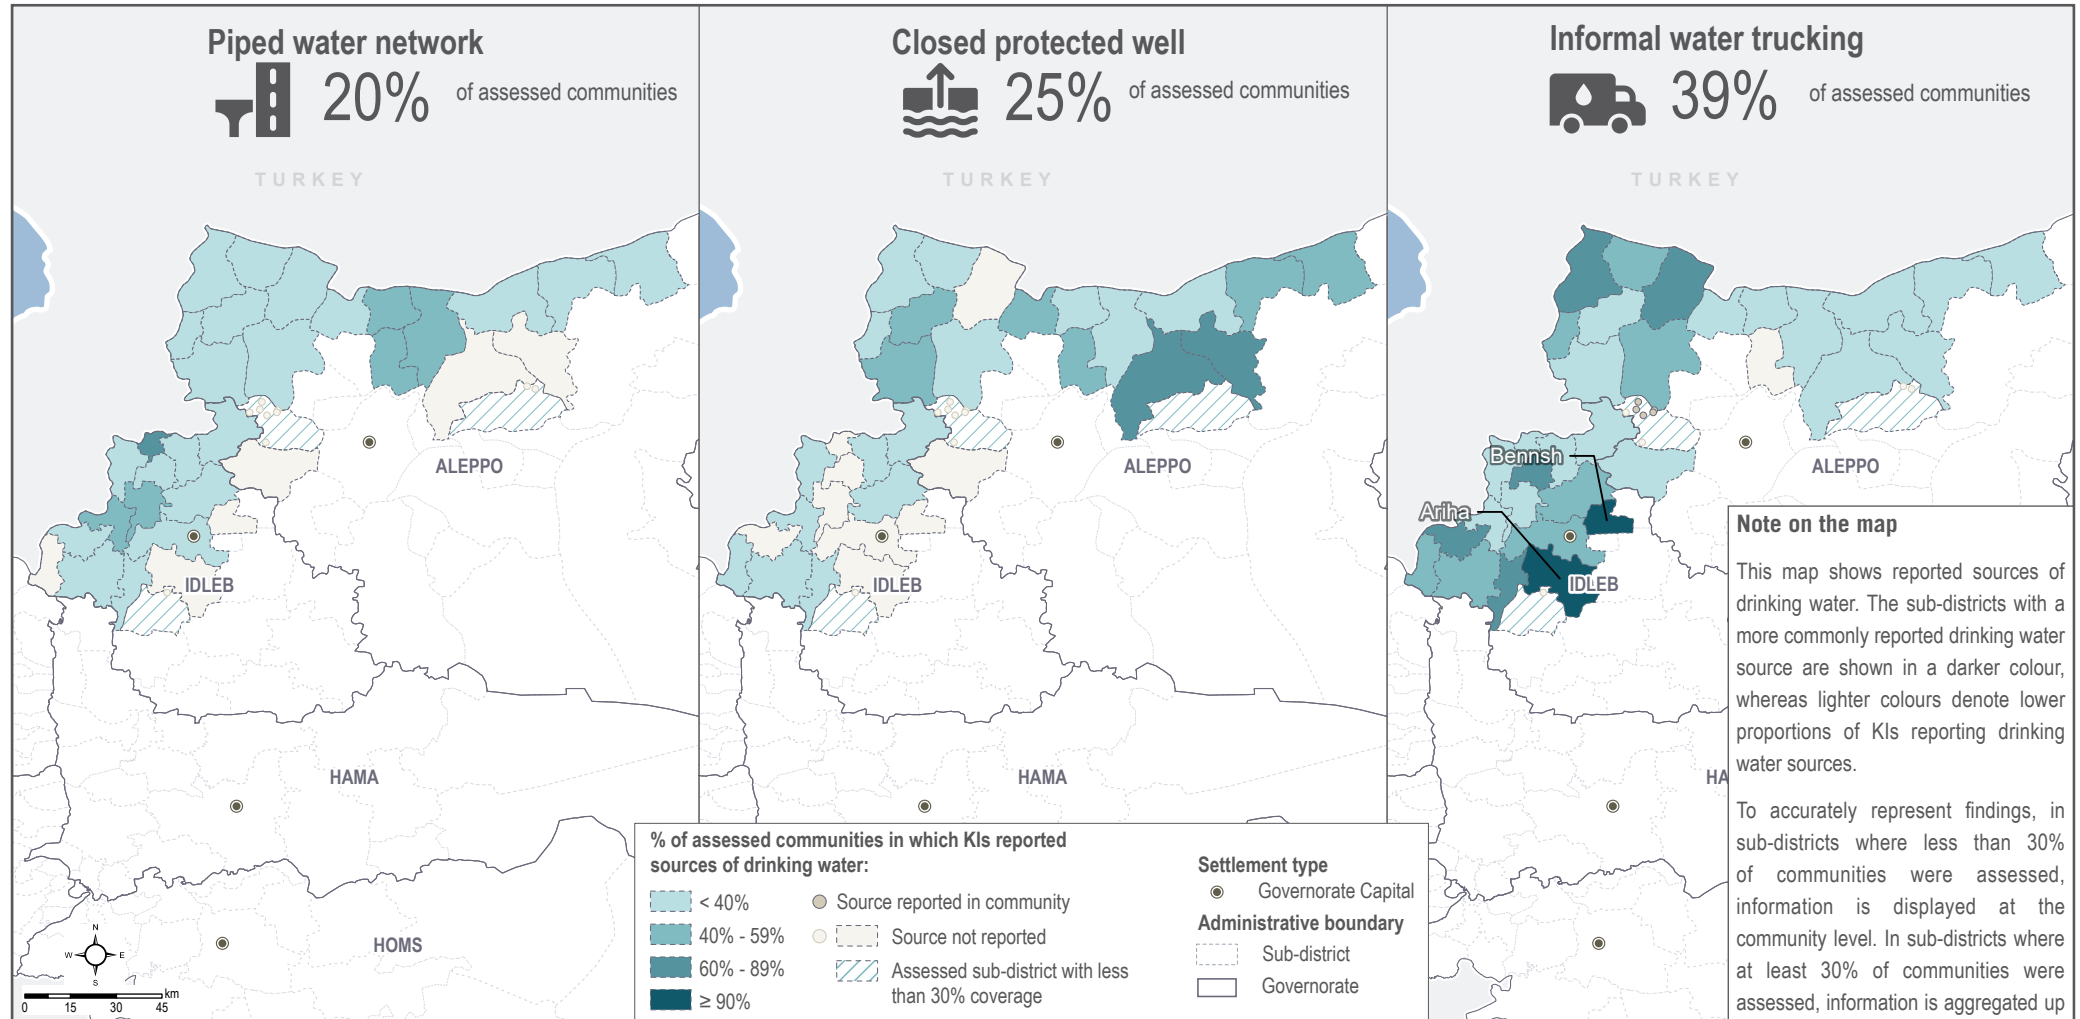 Piped water network
20% of assessed communities
TURKEY
ALEPPO
IDLEB
HAMA
HOMS
N
W E
S
0 15 30 45 km
Closed protected well
25% of assessed communities
TURKEY
ALEPPO
IDLEB
HAMA
Informal water trucking
39% of assessed communities
TURKEY
Bennsh
ALEPPO
Ariha
IDLEB
HA
% of assessed communities in which KIs reported
sources of drinking water:
< 40%
40% - 59%
60% - 89%
≥ 90%
Source reported in community
Source not reported
Assessed sub-district with less
than 30% coverage
Settlement type
Governorate Capital
Administrative boundary
Sub-district
Governorate
Note on the map
This map shows reported sources of
drinking water. The sub-districts with a
more commonly reported drinking water
source are shown in a darker colour,
whereas lighter colours denote lower
proportions of KIs reporting drinking
water sources.
To accurately represent findings, in
sub-districts where less than 30%
of communities were assessed,
information is displayed at the
community level. In sub-districts where
at least 30% of communities were
assessed, information is aggregated up